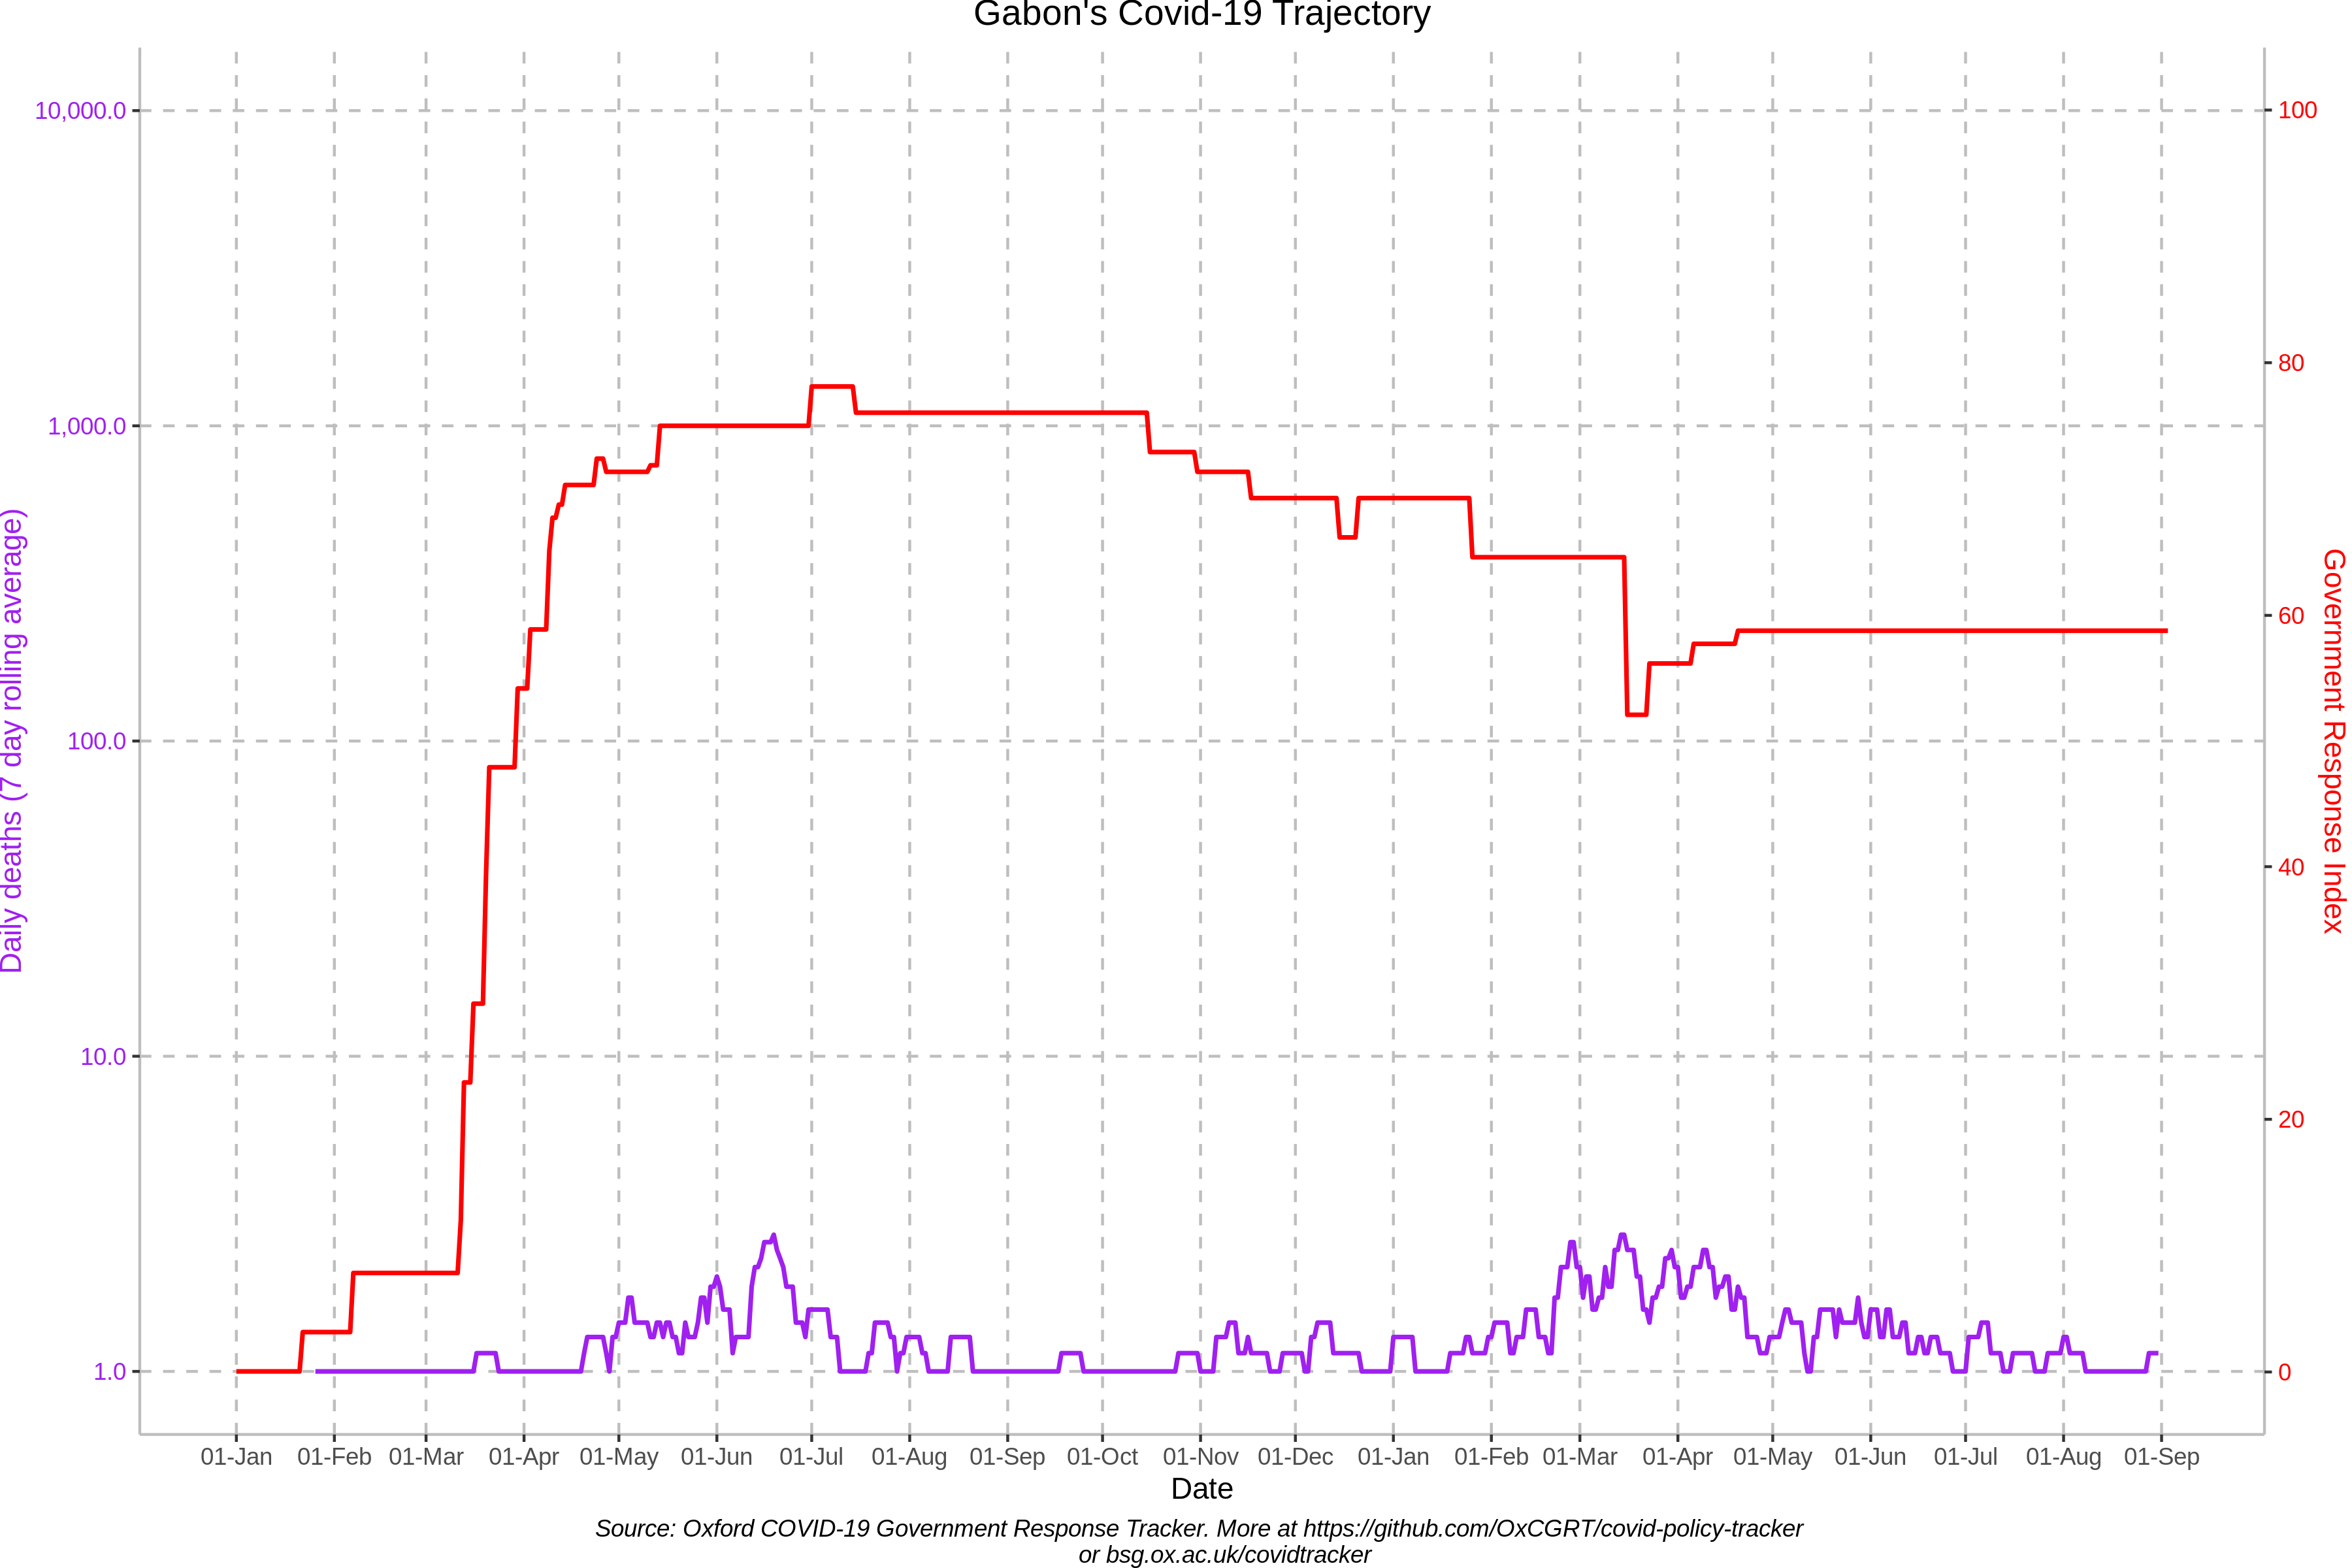 Gabon's Covid-19 Trajectory
10,000.0
1,000.0
100.0
10.0
1.0
Daily deaths (7 day rolling average)
100
80
60
40
20
0
Government Response Index
01-Jan 01-Feb 01-Mar 01-Apr 01-May 01-Jun 01-Jul 01-Aug 01-Sep 01-Oct 01-Nov 01-Dec 01-Jan 01-Feb 01-Mar 01-Apr 01-May 01-Jun 01-Jul 01-Aug 01-Sep
Date
Source: Oxford COVID-19 Government Response Tracker. More at https://github.com/OxCGRT/covid-policy-tracker
or bsg.ox.ac.uk/covidtracker